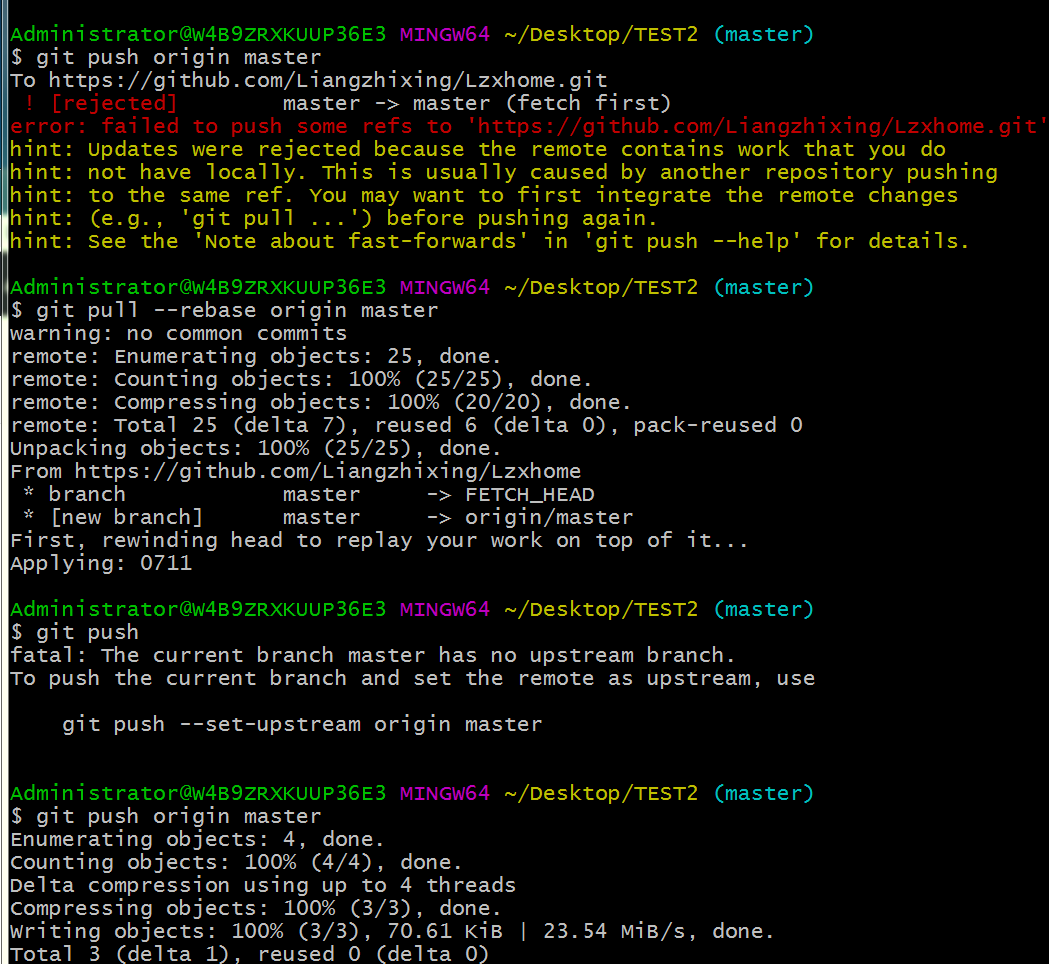 Administrator@W4B9ZRXKUUP36E3 MINGW64 ~/Desktop/TEST2 (master)
$ git push origin master
To https://github.com/Liangzhixing/Lzxhome.git
 ! [rejected]        master -> master (fetch first)
error: failed to push some refs to 'https://github.com/Liangzhixing/Lzxhome.git'
hint: Updates were rejected because the remote contains work that you do
hint: not have locally. This is usually caused by another repository pushing
hint: to the same ref. You may want to first integrate the remote changes
hint: (e.g., 'git pull ...') before pushing again.
hint: See the 'Note about fast-forwards' in 'git push --help' for details.
Administrator@W4B9ZRXKUUP36E3 MINGW64 ~/Desktop/TEST2 (master)
$ git pull --rebase origin master
warning: no common commits
remote: Enumerating objects: 25, done.
remote: Counting objects: 100% (25/25), done.
remote: Compressing objects: 100% (20/20), done.
remote: Total 25 (delta 7), reused 6 (delta 0), pack-reused 0
Unpacking objects: 100% (25/25), done.
From https://github.com/Liangzhixing/Lzxhome
 * branch            master     -> FETCH_HEAD
 * [new branch]      master     -> origin/master
First, rewinding head to replay your work on top of it...
Applying: 0711
Administrator@W4B9ZRXKUUP36E3 MINGW64 ~/Desktop/TEST2 (master)
$ git push
fatal: The current branch master has no upstream branch.
To push the current branch and set the remote as upstream, use
    git push --set-upstream origin master
Administrator@W4B9ZRXKUUP36E3 MINGW64 ~/Desktop/TEST2 (master)
$ git push origin master
Enumerating objects: 4, done.
Counting objects: 100% (4/4), done.
Delta compression using up to 4 threads
Compressing objects: 100% (3/3), done.
Writing objects: 100% (3/3), 70.61 KiB | 23.54 MiB/s, done.
Total 3 (delta 1), reused 0 (delta 0)